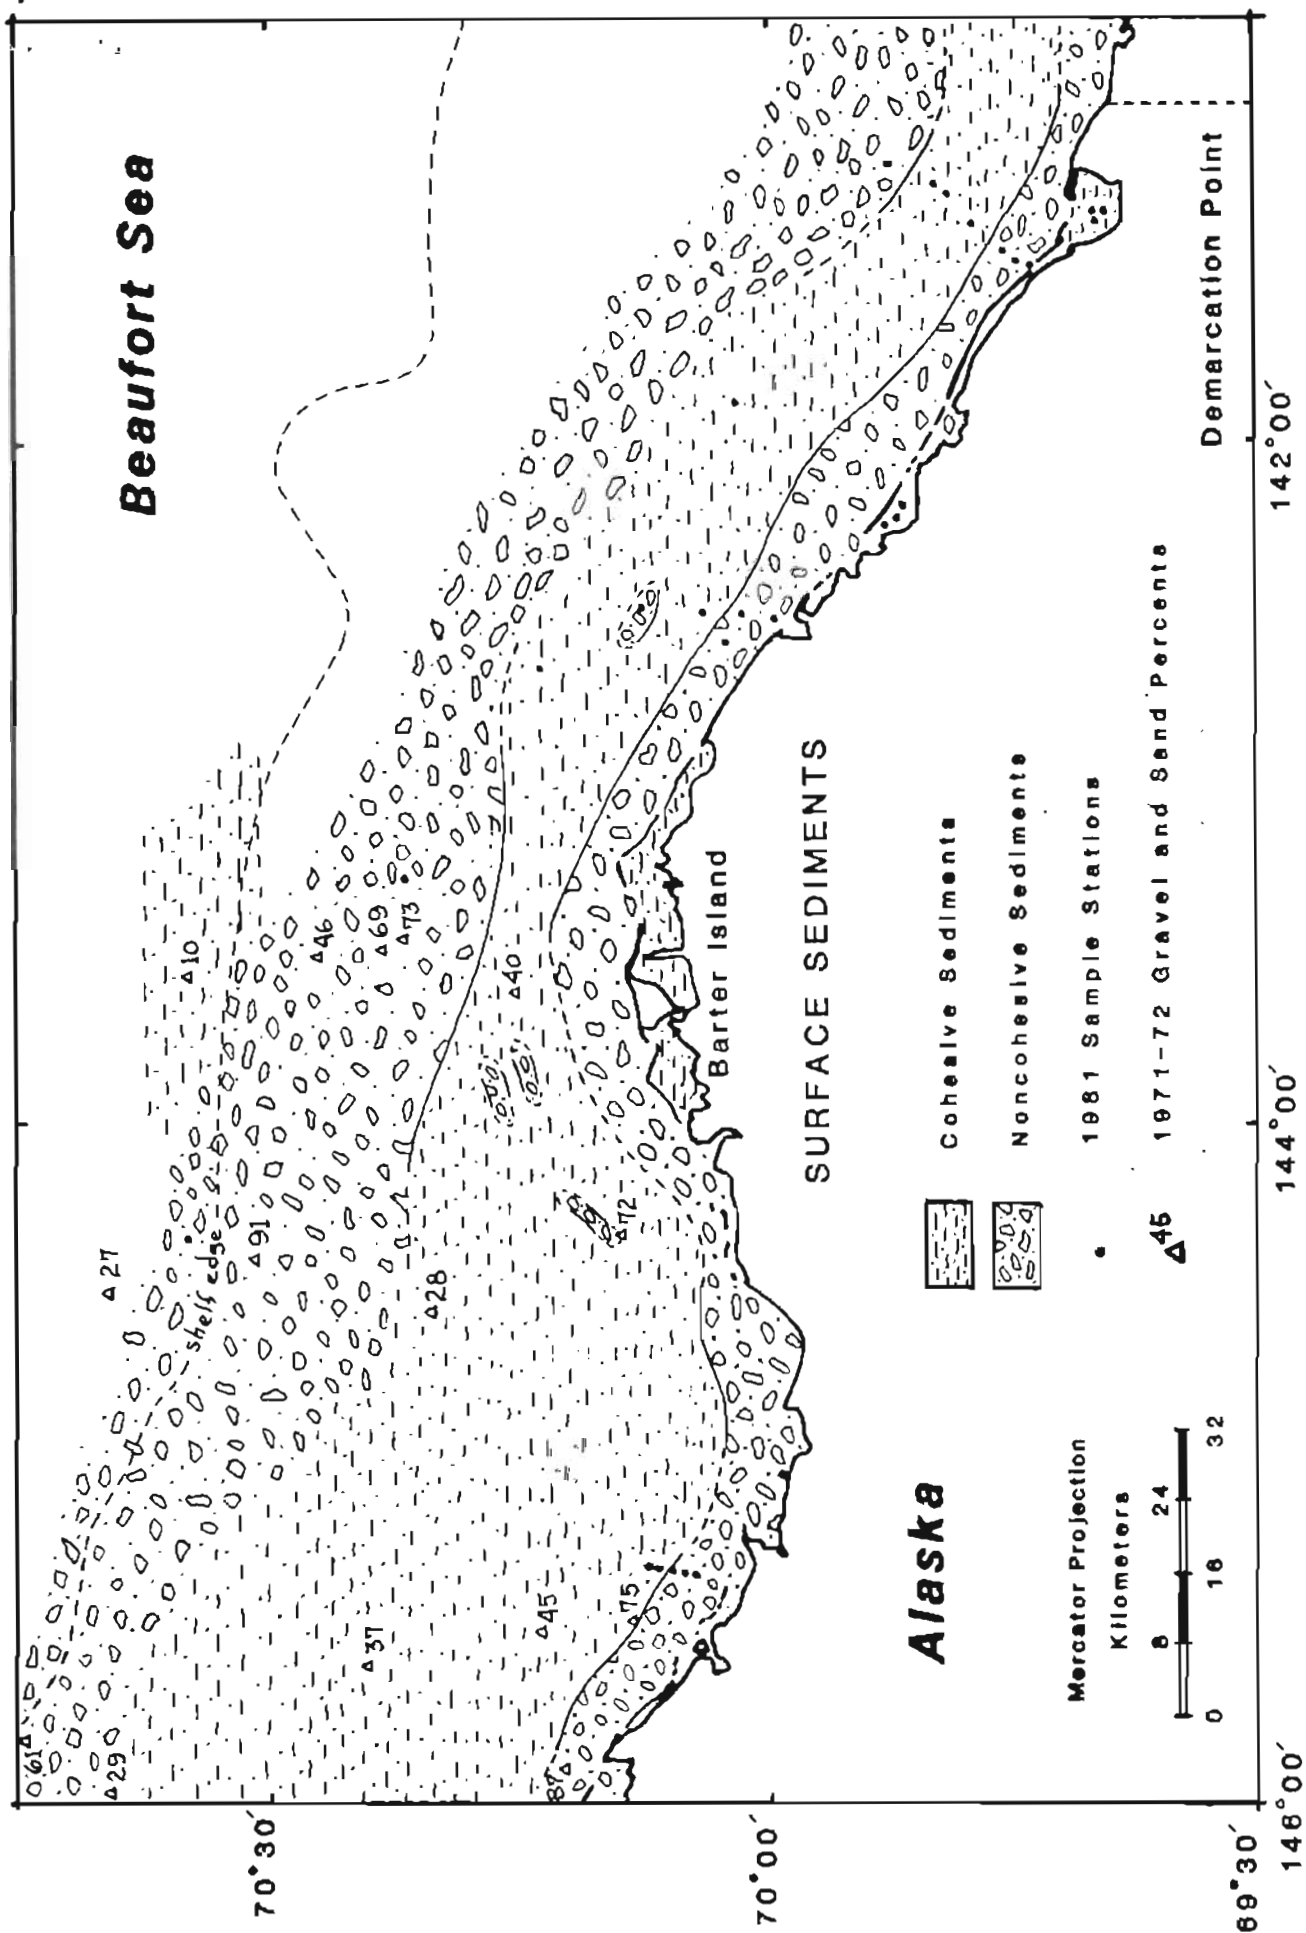 Beaufort Sea
61
29
37
45
87
75
27
shelf edge
91
28
72
10
46
69
73
40
Barter Island
Demarcation Point
Alaska
SURFACE SEDIMENTS
Cohesive Sediments
Noncohesive Sediments
1981 Sample Stations
45 1971-72 Gravel and Sand Percents
Mercator Projection
Kilometers
0 8 16 24 32
70°30′
70°00′
69°30′
146°00′
144°00′
142°00′